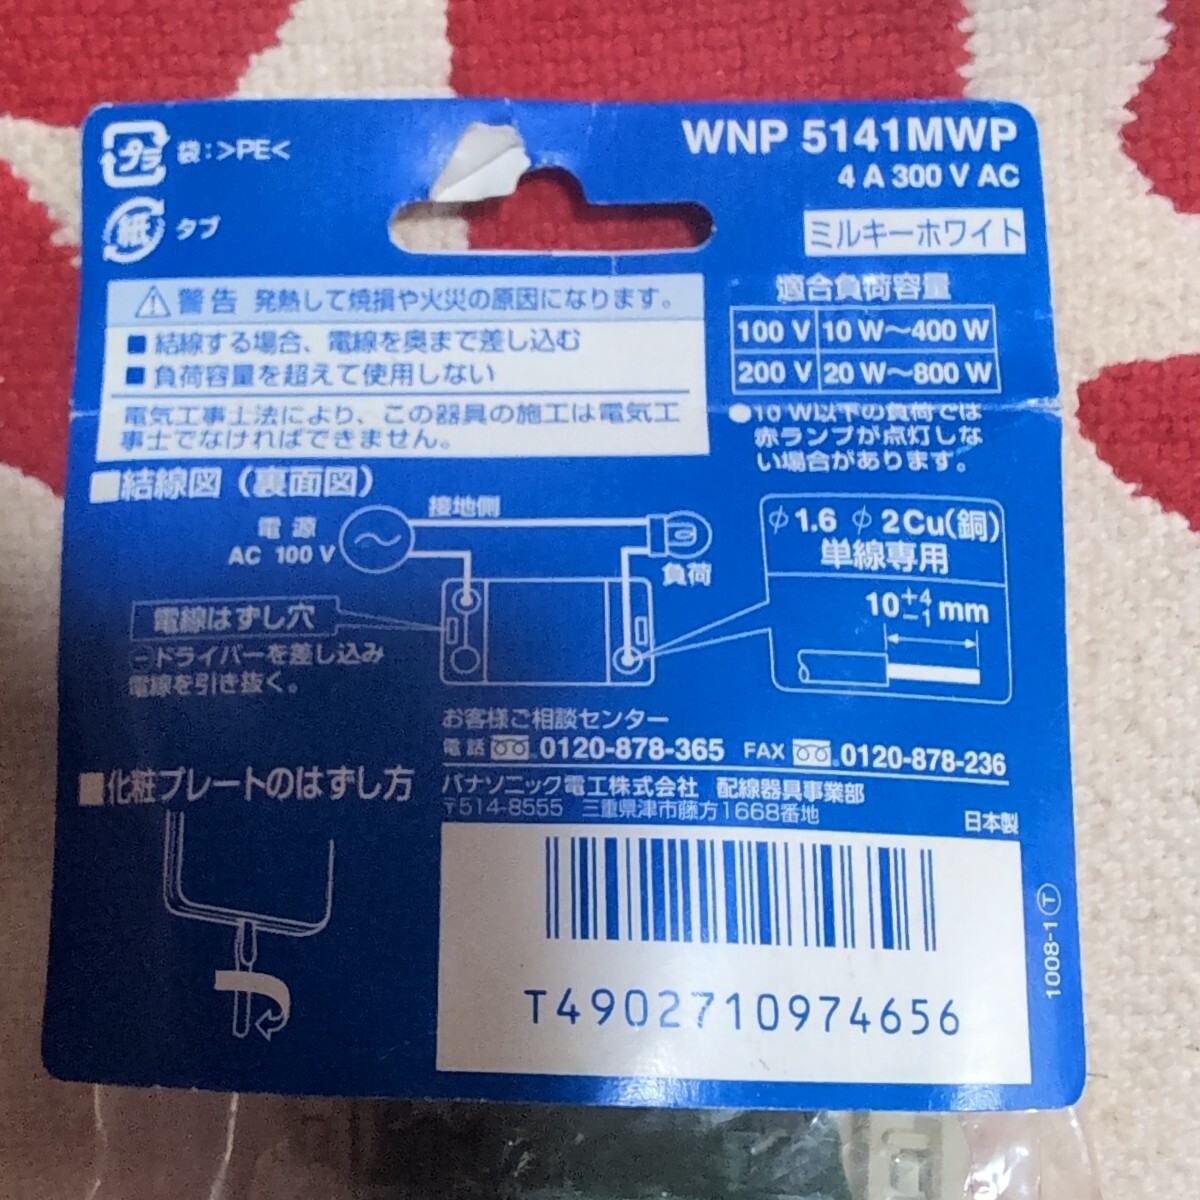 プラ 袋:>PE<
紙 タブ
WNP 5141MWP
4 A 300 V AC
ミルキーホワイト
警告 発熱して焼損や火災の原因になります。
■結線する場合、電線を奥まで差し込む
■負荷容量を超えて使用しない
電気工事士法により、この器具の施工は電気工
事士でなければできません。
適合負荷容量
100 V 10 W〜400 W
200 V 20 W〜800 W
●10 W以下の負荷では
赤ランプが点灯しな
い場合があります。
■結線図(裏面図)
接地側
電源
AC 100 V
負荷
電線はずし穴
⊖ドライバーを差し込み
電線を引き抜く。
φ1.6 φ2Cu(銅)
単線専用
10+4−1mm
お客様ご相談センター
電話 0120-878-365 FAX 0120-878-236
パナソニック電工株式会社 配線器具事業部
〒514-8555 三重県津市藤方1668番地
日本製
■化粧プレートのはずし方
T4902710974656
1008-1 T